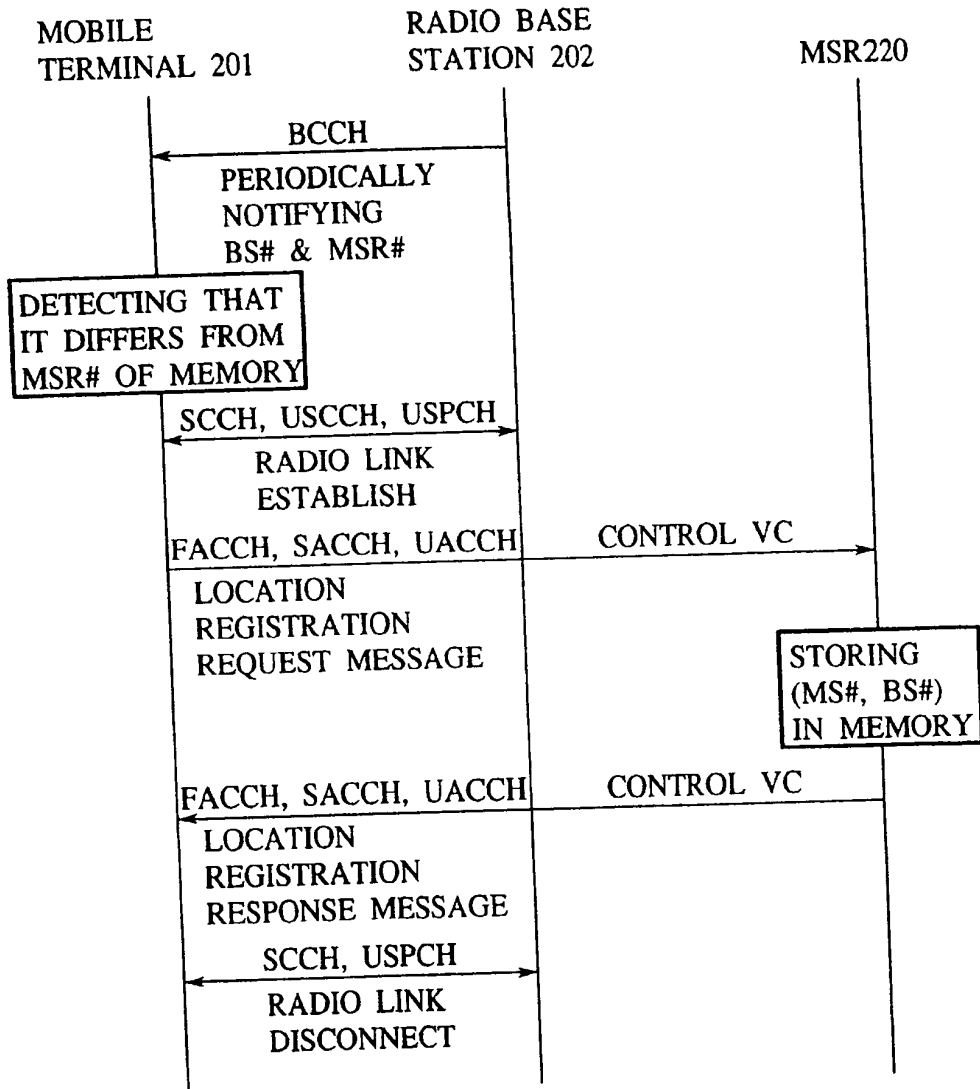 MOBILE
TERMINAL 201
RADIO BASE
STATION 202
MSR220
BCCH
PERIODICALLY
NOTIFYING
BS# & MSR#
DETECTING THAT
IT DIFFERS FROM
MSR# OF MEMORY
SCCH, USCCH, USPCH
RADIO LINK
ESTABLISH
FACCH, SACCH, UACCH
CONTROL VC
LOCATION
REGISTRATION
REQUEST MESSAGE
STORING
(MS#, BS#)
IN MEMORY
FACCH, SACCH, UACCH
CONTROL VC
LOCATION
REGISTRATION
RESPONSE MESSAGE
SCCH, USPCH
RADIO LINK
DISCONNECT